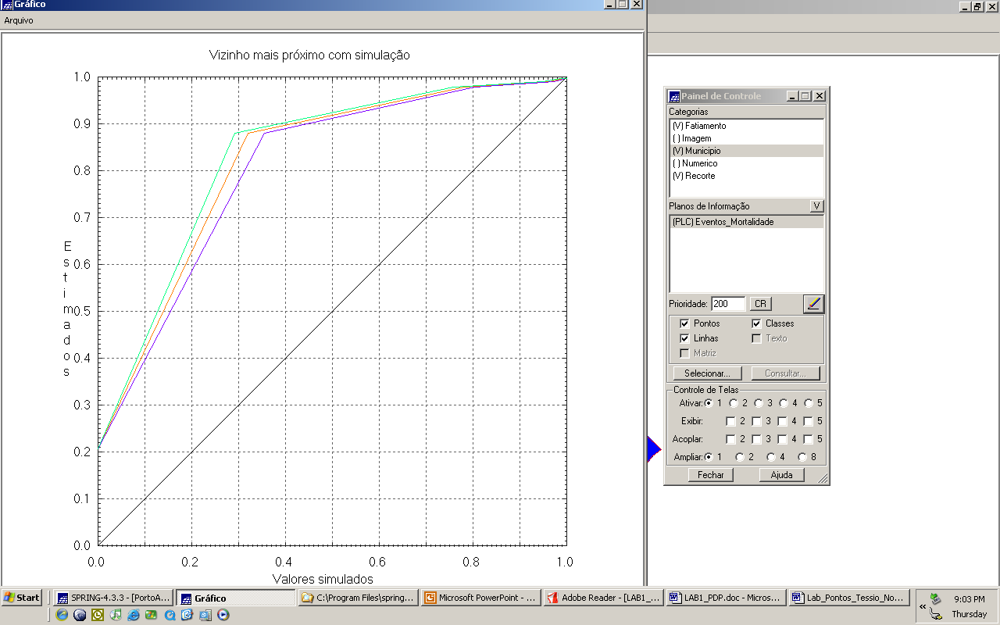 Gráfico
Arquivo
Vizinho mais próximo com simulação
1.0
0.9
0.8
0.7
0.6
0.5
0.4
0.3
0.2
0.1
0.0
Estimados
0.0 0.2 0.4 0.6 0.8 1.0
Valores simulados
Painel de Controle
Categorias
(V) Fatiamento
( ) Imagem
(V) Municipio
( ) Numerico
(V) Recorte
Planos de Informação V
(PLC) Eventos_Mortalidade
Prioridade: 200 CR
Pontos Classes
Linhas Texto
Matriz
Selecionar... Consultar...
Controle de Telas
Ativar: 1 2 3 4 5
Exibir: 2 3 4 5
Acoplar: 2 3 4 5
Ampliar: 1 2 4 8
Fechar Ajuda
Start SPRING-4.3.3 - [PortoA... Gráfico C:\Program Files\spring... Microsoft PowerPoint - ... Adobe Reader - [LAB1_... LAB1_PDP.doc - Micros... Lab_Pontos_Tessio_No... « 9:03 PM
Thursday